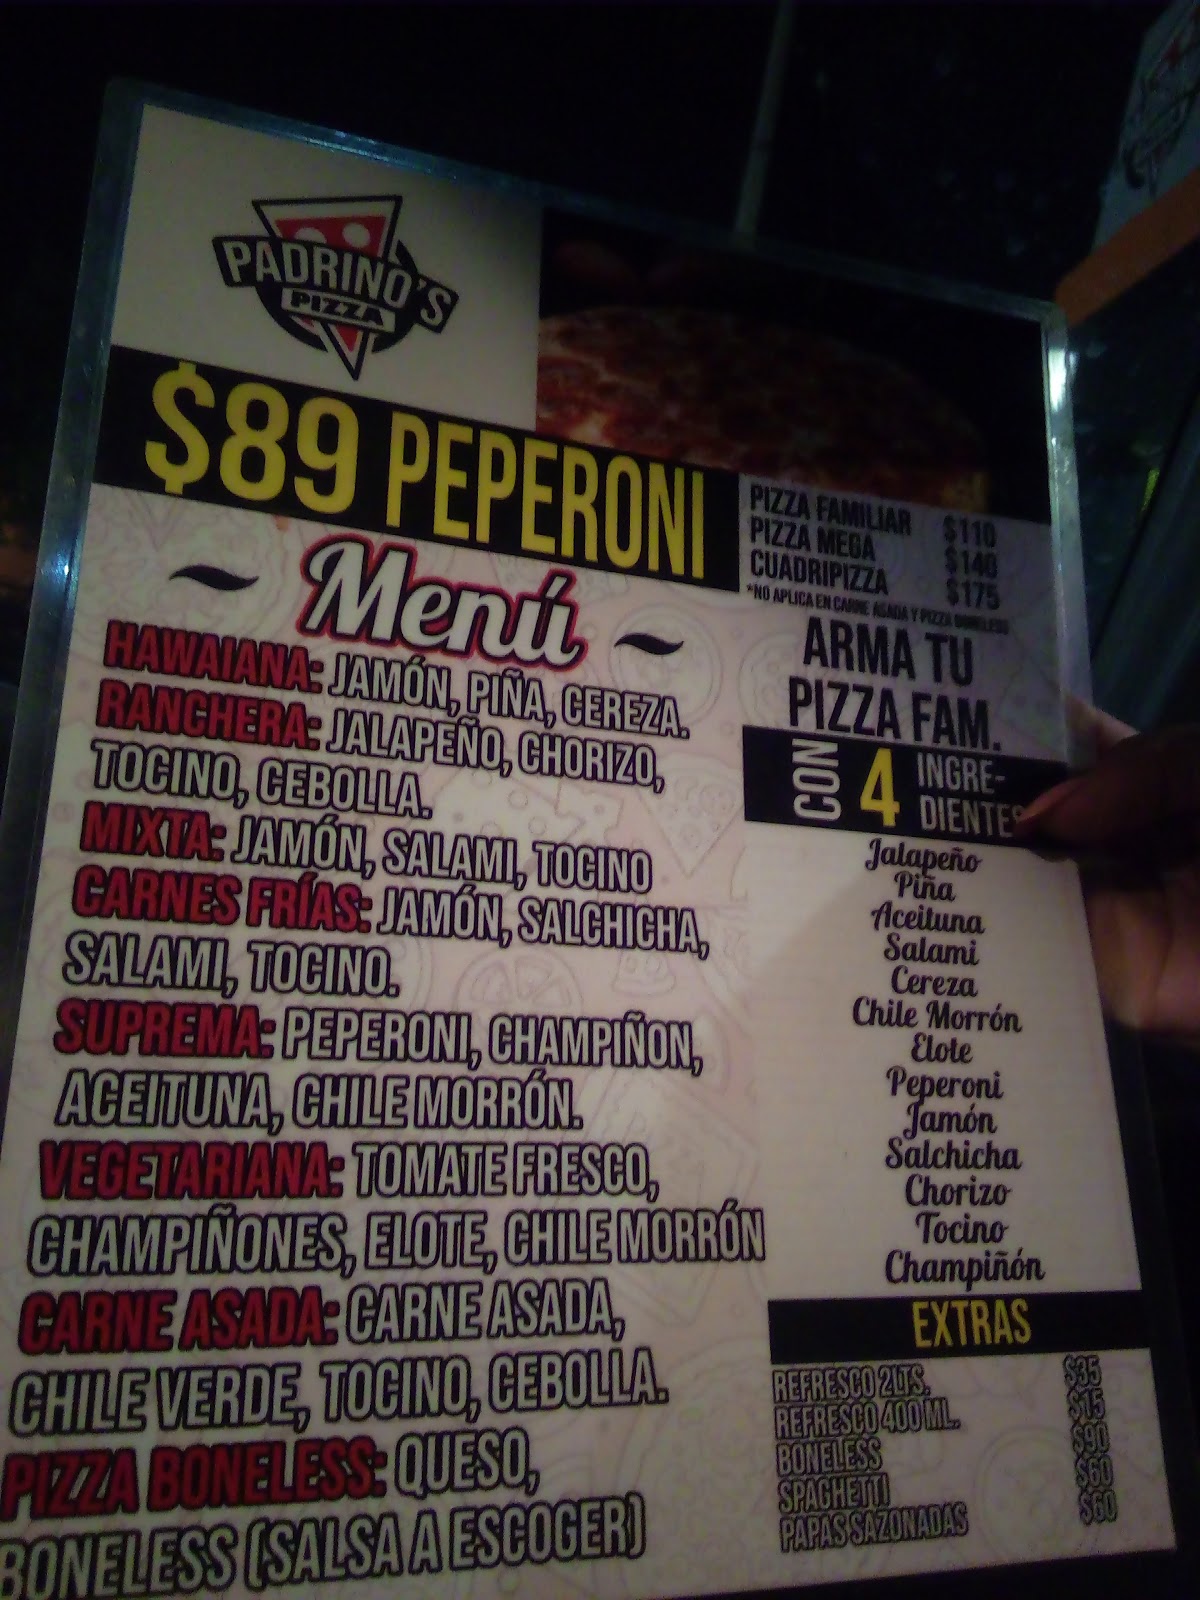 PADRINO'S
PIZZA
$89 PEPERONI
PIZZA FAMILIAR $110
PIZZA MEGA $140
CUADRIPIZZA $175
*NO APLICA EN CARNE ASADA Y PIZZA BONELESS
Menú
HAWAIANA: JAMÓN, PIÑA, CEREZA.
RANCHERA: JALAPEÑO, CHORIZO,
TOCINO, CEBOLLA.
MIXTA: JAMÓN, SALAMI, TOCINO
CARNES FRÍAS: JAMÓN, SALCHICHA,
SALAMI, TOCINO.
SUPREMA: PEPERONI, CHAMPIÑON,
ACEITUNA, CHILE MORRÓN.
VEGETARIANA: TOMATE FRESCO,
CHAMPIÑONES, ELOTE, CHILE MORRÓN
CARNE ASADA: CARNE ASADA,
CHILE VERDE, TOCINO, CEBOLLA.
PIZZA BONELESS: QUESO,
BONELESS (SALSA A ESCOGER)
ARMA TU
PIZZA FAM.
CON 4 INGRE-
DIENTES
Jalapeño
Piña
Aceituna
Salami
Cereza
Chile Morrón
Elote
Peperoni
Jamón
Salchicha
Chorizo
Tocino
Champiñón
EXTRAS
REFRESCO 2LTS. $35
REFRESCO 400 ML. $15
BONELESS $90
SPAGHETTI $60
PAPAS SAZONADAS $60